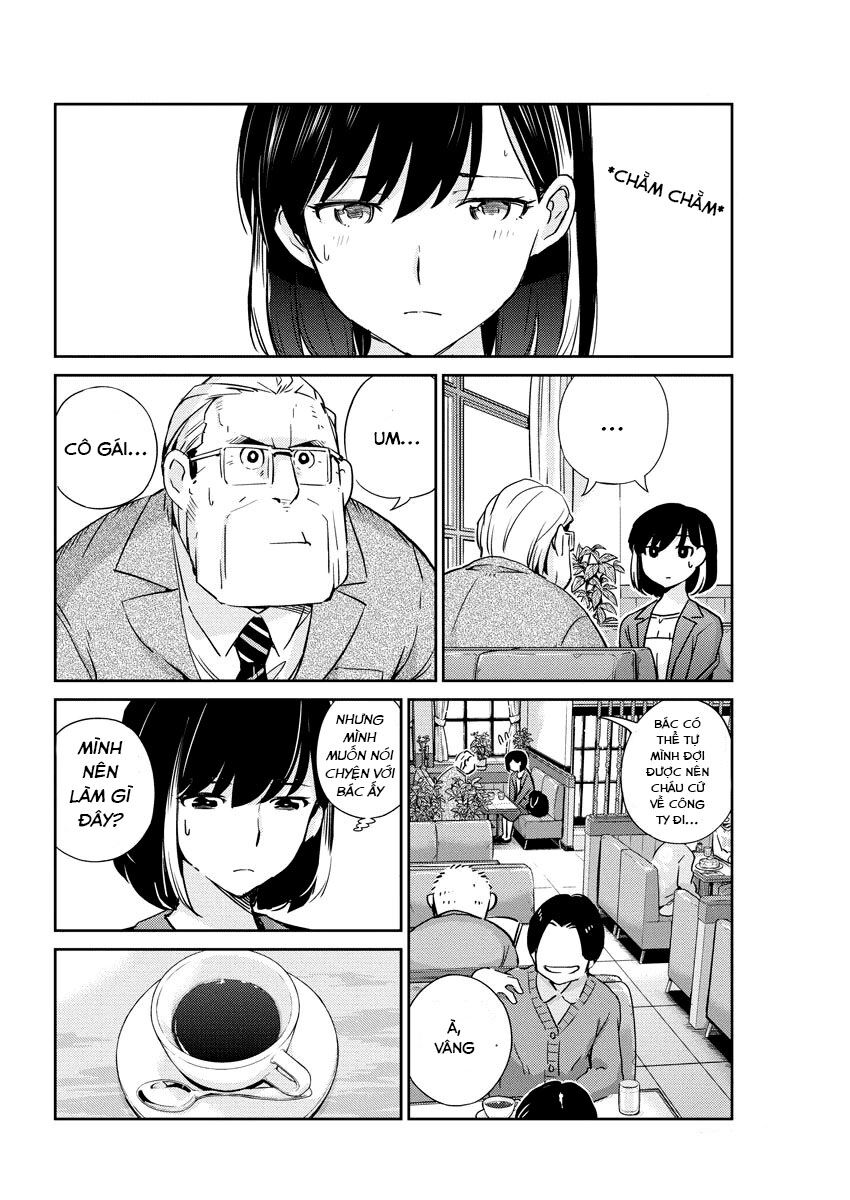 *CHẰM CHẰM*
...
UM...
CÔ GÁI...
BÁC CÓ
THỂ TỰ
MÌNH ĐỢI
ĐƯỢC NÊN
CHÁU CỨ
VỀ CÔNG
TY ĐI...
À,
VÂNG
NHƯNG
MÌNH
MUỐN NÓI
CHYỆN VỚI
BÁC ẤY
MÌNH
NÊN
LÀM GÌ
ĐÂY?